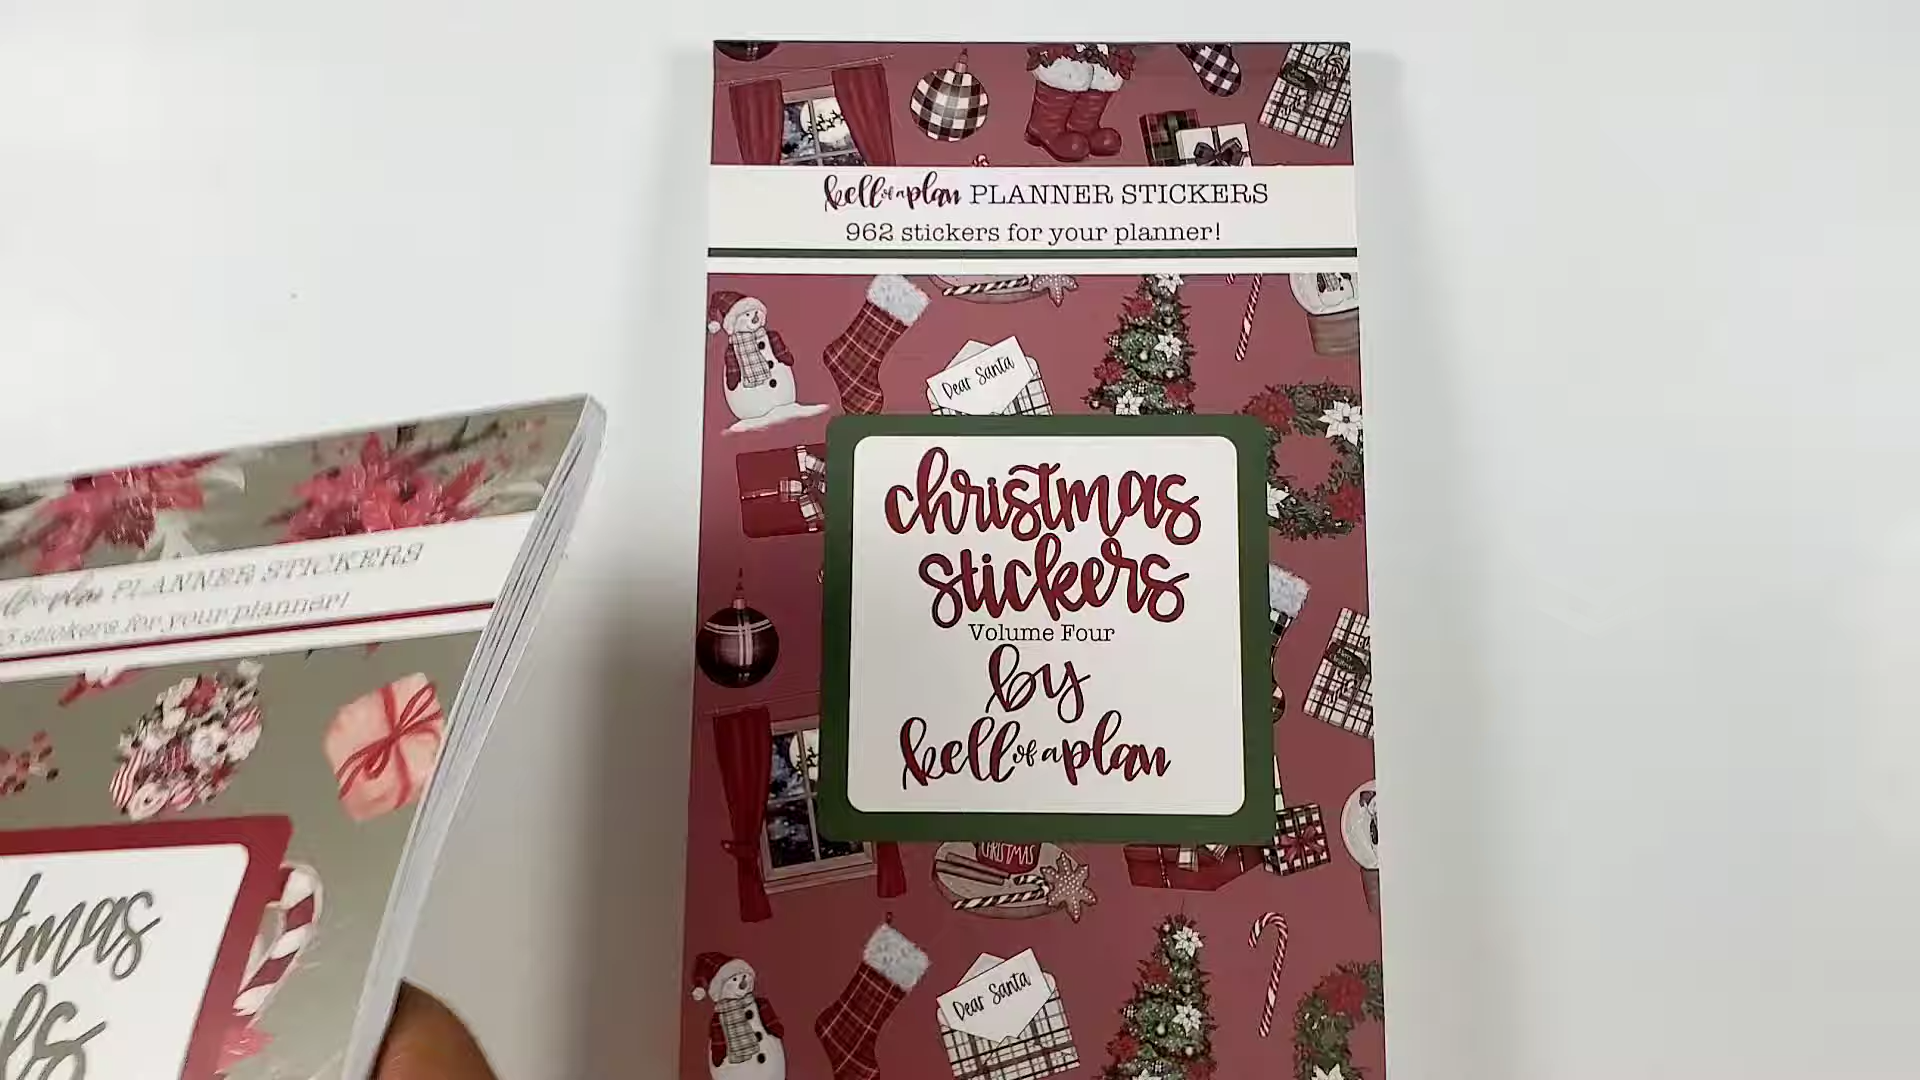 kell of a plan PLANNER STICKERS
962 stickers for your planner!
Dear Santa
christmas
stickers
Volume Four
by
kell of a plan
CHRISTMAS
Dear Santa
PLANNER STICKERS
stickers for your planner!